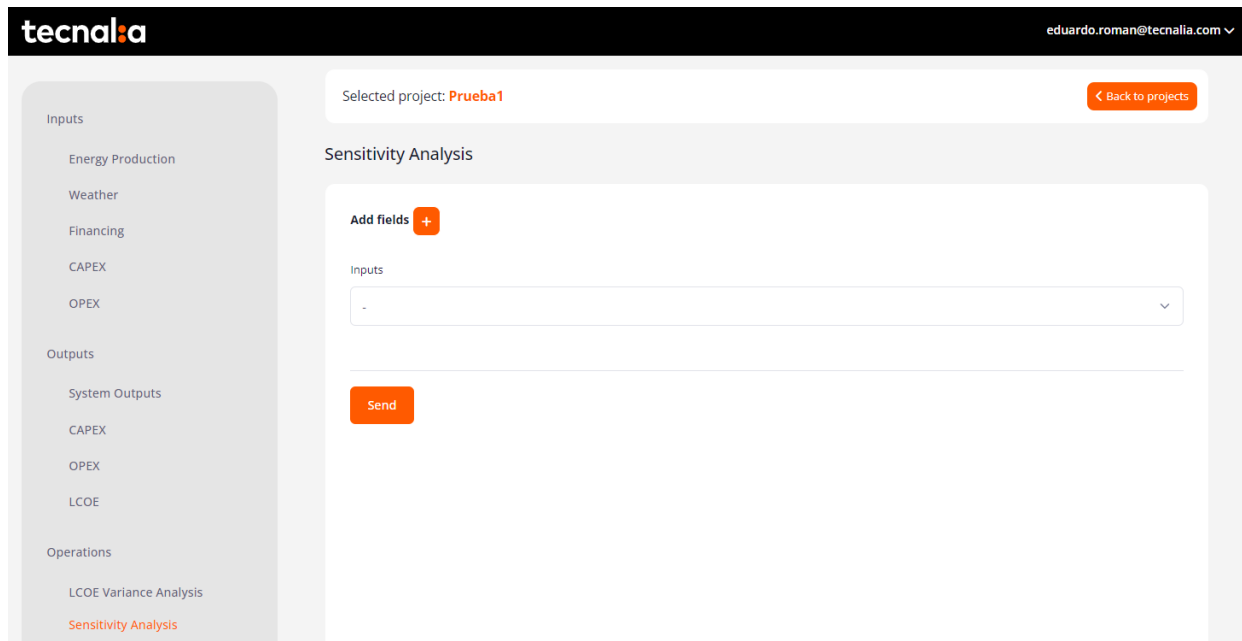 tecnal:a
eduardo.roman@tecnalia.com
Selected project: Prueba1
Back to projects
Inputs
Energy Production
Weather
Financing
CAPEX
OPEX
Outputs
System Outputs
CAPEX
OPEX
LCOE
Operations
LCOE Variance Analysis
Sensitivity Analysis
Sensitivity Analysis
Add fields +
Inputs
-
Send